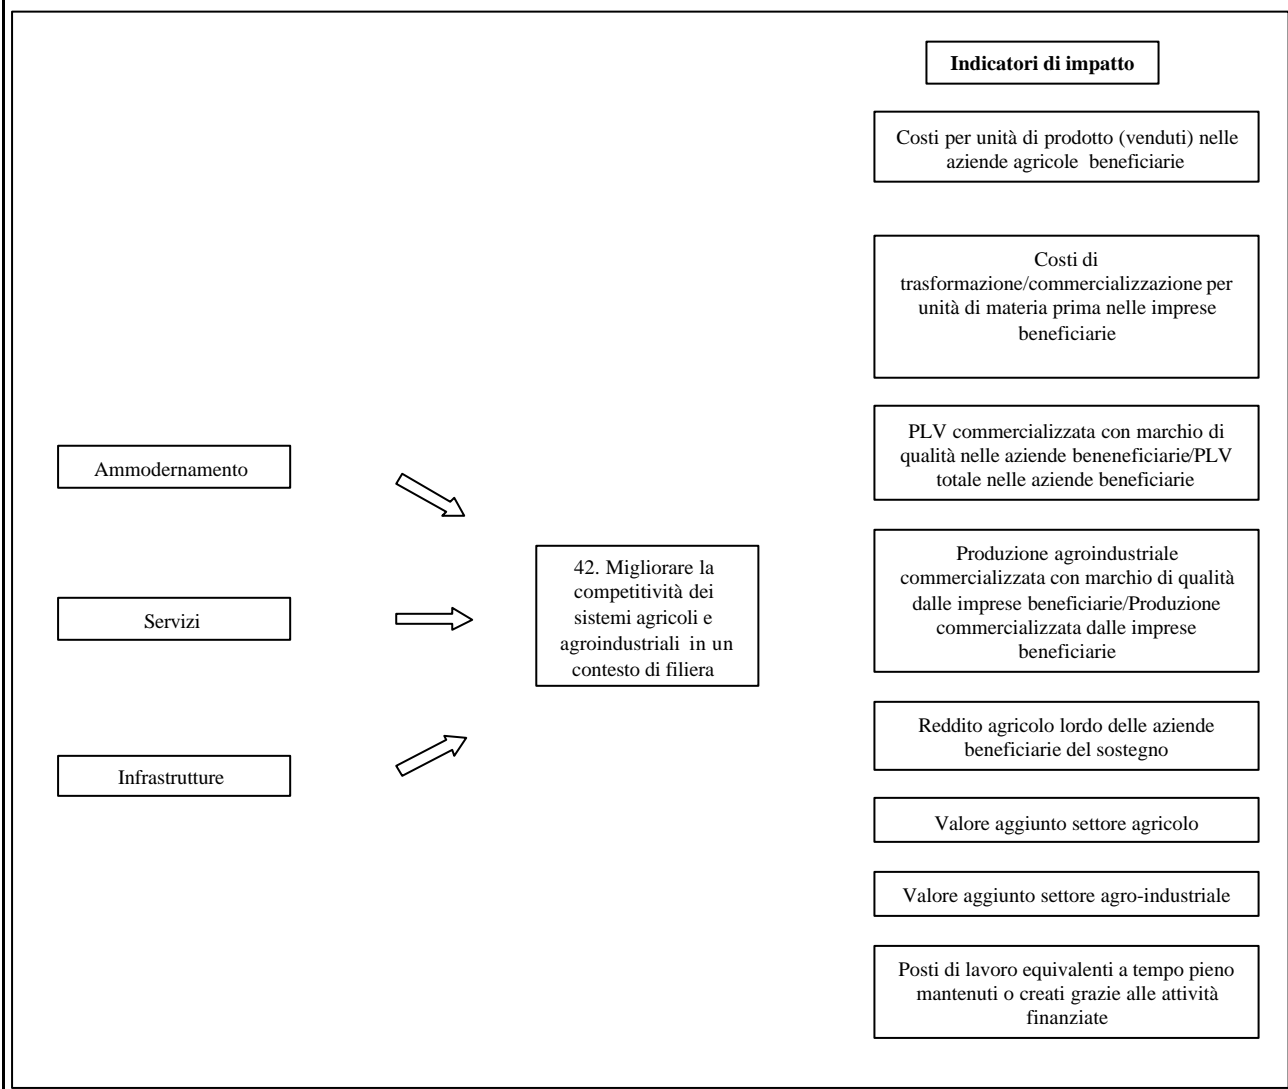 Indicatori di impatto
Costi per unità di prodotto (venduti) nelle
aziende agricole beneficiarie
Costi di
trasformazione/commercializzazione per
unità di materia prima nelle imprese
beneficiarie
PLV commercializzata con marchio di
qualità nelle aziende beneneficiarie/PLV
totale nelle aziende beneficiarie
Ammodernamento
Servizi
Infrastrutture
42. Migliorare la
competitività dei
sistemi agricoli e
agroindustriali in un
contesto di filiera
Produzione agroindustriale
commercializzata con marchio di qualità
dalle imprese beneficiarie/Produzione
commercializzata dalle imprese
beneficiarie
Reddito agricolo lordo delle aziende
beneficiarie del sostegno
Valore aggiunto settore agricolo
Valore aggiunto settore agro-industriale
Posti di lavoro equivalenti a tempo pieno
mantenuti o creati grazie alle attività
finanziate